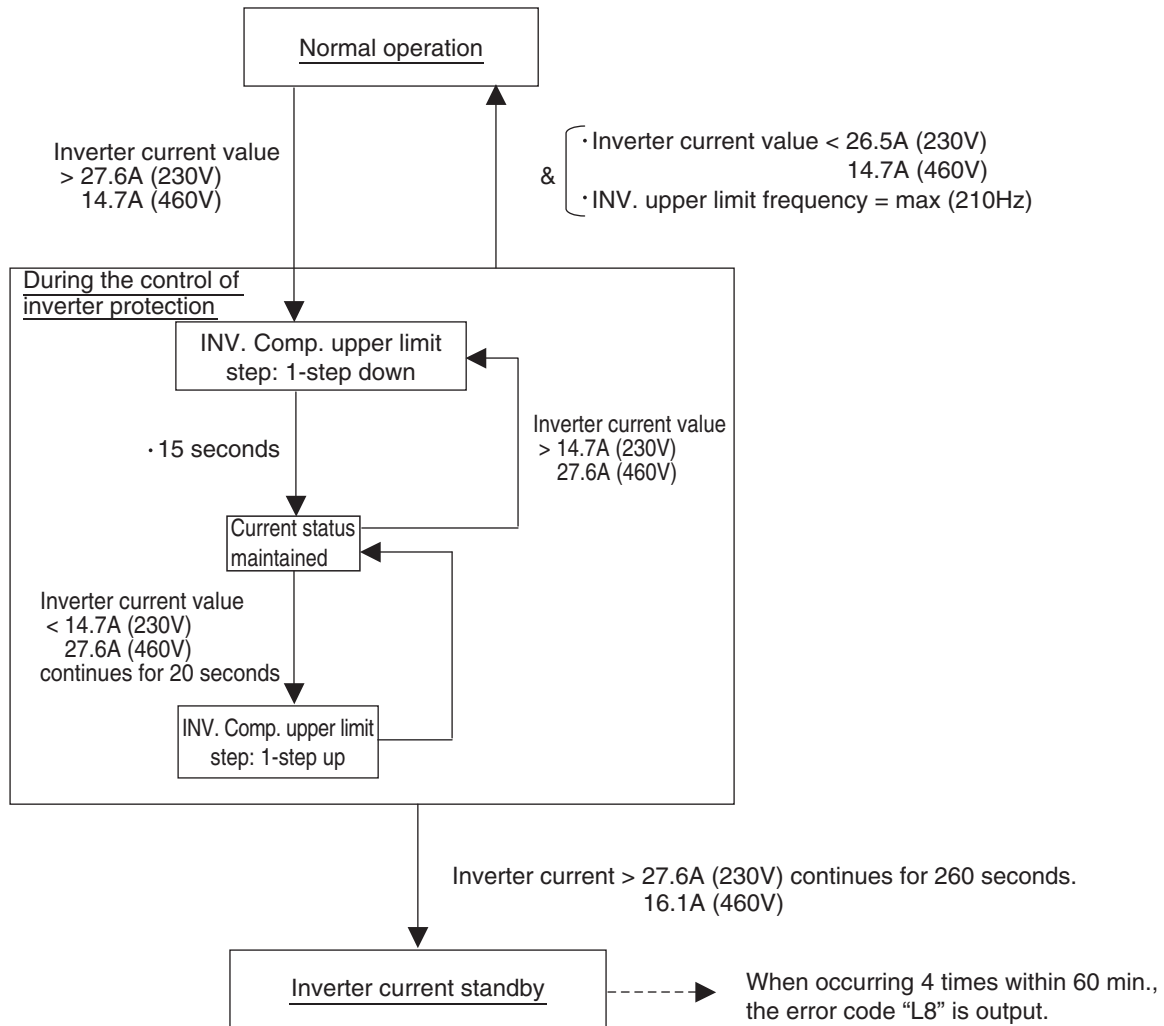 Normal operation
Inverter current value
> 27.6A (230V)
14.7A (460V)
&
・Inverter current value < 26.5A (230V)
14.7A (460V)
・INV. upper limit frequency = max (210Hz)
During the control of
inverter protection
INV. Comp. upper limit
step: 1-step down
・15 seconds
Inverter current value
> 14.7A (230V)
27.6A (460V)
Current status
maintained
Inverter current value
< 14.7A (230V)
27.6A (460V)
continues for 20 seconds
INV. Comp. upper limit
step: 1-step up
Inverter current > 27.6A (230V) continues for 260 seconds.
16.1A (460V)
Inverter current standby
When occurring 4 times within 60 min.,
the error code “L8” is output.